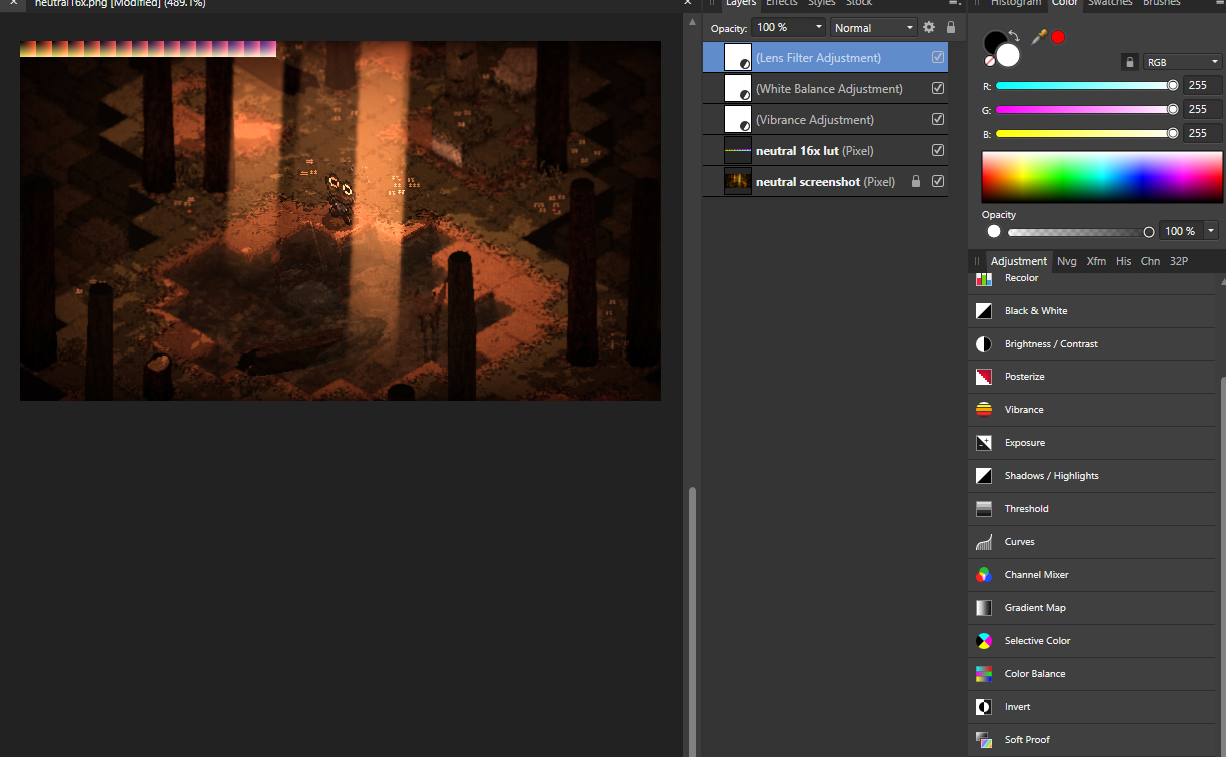 neutral16x.png [Modified] (489.1%)
Layers Effects Styles Stock
Opacity: 100 % Normal
(Lens Filter Adjustment)
(White Balance Adjustment)
(Vibrance Adjustment)
neutral 16x lut (Pixel)
neutral screenshot (Pixel)
Histogram Color Swatches Brushes
RGB
R: 255
G: 255
B: 255
Opacity
100 %
Adjustment Nvg Xfm His Chn 32P
Recolor
Black & White
Brightness / Contrast
Posterize
Vibrance
Exposure
Shadows / Highlights
Threshold
Curves
Channel Mixer
Gradient Map
Selective Color
Color Balance
Invert
Soft Proof